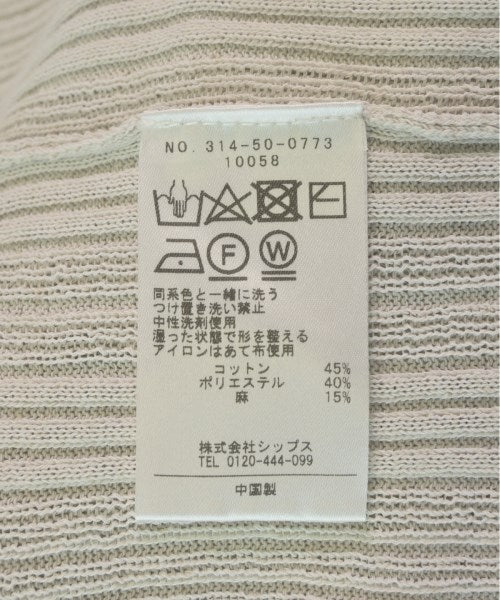 NO. 314-50-0773
10058
F W
同系色と一緒に洗う
つけ置き洗い禁止
中性洗剤使用
湿った状態で形を整える
アイロンはあて布使用
コットン 45%
ポリエステル 40%
麻 15%
株式会社シップス
TEL 0120-444-099
中国製